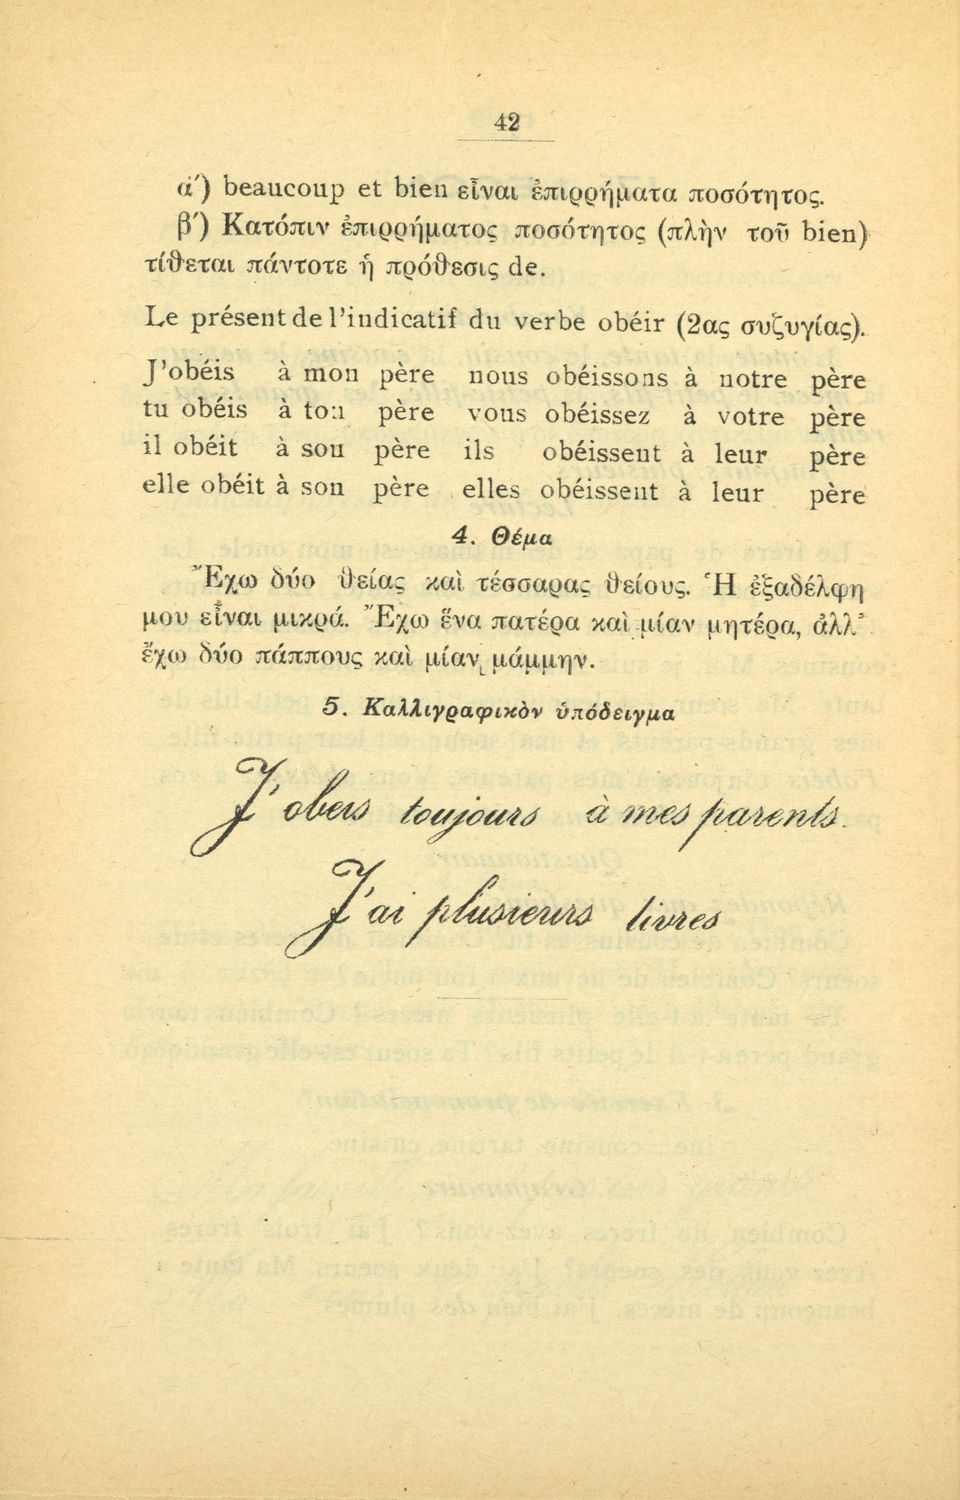 42
α΄) beaucoup et bien εἶναι ἐπιρρήματα ποσότητος.
β΄) Κατόπιν ἐπιρρήματος ποσότητος (πλὴν τοῦ bien)
τίθεται πάντοτε ἡ πρόθεσις de.
Le présent de l'indicatif du verbe obéir (2ας συζυγίας).
J'obéis à mon père nous obéissons à notre père
tu obéis à ton père vous obéissez à votre père
il obéit à son père ils obéissent à leur père
elle obéit à son père elles obéissent à leur père
4. Θέμα
Ἔχω δύο θείας καὶ τέσσαρας θείους. Ἡ ἐξαδέλφη
μου εἶναι μικρά. Ἔχω ἕνα πατέρα καὶ μίαν μητέρα, ἀλλ'
ἔχω δύο πάππους καὶ μίαν μάμμην.
5. Καλλιγραφικὸν ὑπόδειγμα
J'obeis toujours à mes parents.
J'ai plusieurs livres